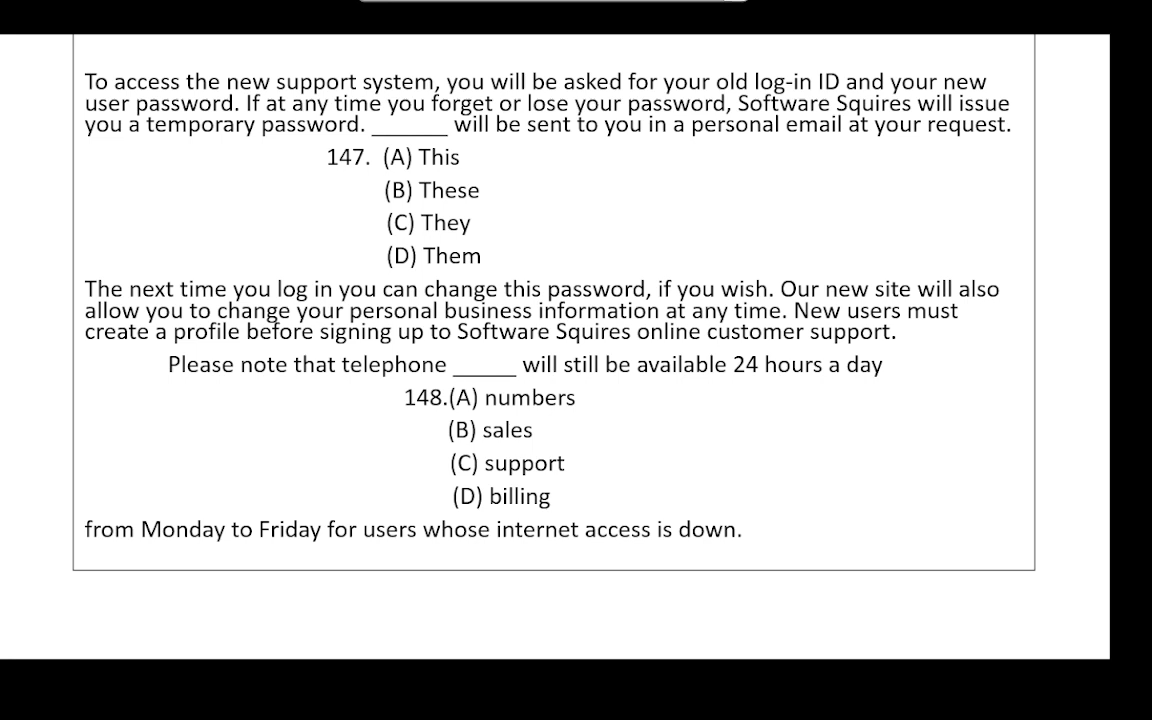 To access the new support system, you will be asked for your old log-in ID and your new
user password. If at any time you forget or lose your password, Software Squires will issue
you a temporary password. _______ will be sent to you in a personal email at your request.
147. (A) This
(B) These
(C) They
(D) Them
The next time you log in you can change this password, if you wish. Our new site will also
allow you to change your personal business information at any time. New users must
create a profile before signing up to Software Squires online customer support.
Please note that telephone ______ will still be available 24 hours a day
148.(A) numbers
(B) sales
(C) support
(D) billing
from Monday to Friday for users whose internet access is down.